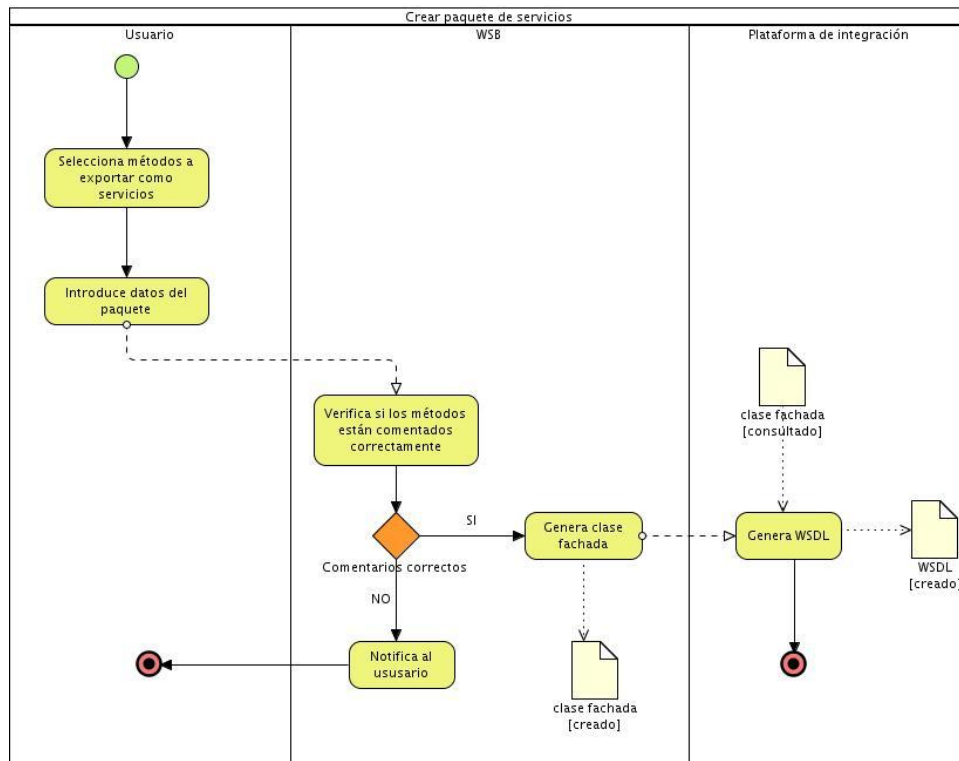 Crear paquete de servicios
Usuario
WSB
Plataforma de integración
Selecciona métodos a
exportar como
servicios
Introduce datos del
paquete
Verifica si los métodos
están comentados
correctamente
clase fachada
[consultado]
SI
Genera clase
fachada
Genera WSDL
Comentarios correctos
WSDL
[creado]
NO
Notifica al
ususario
clase fachada
[creado]